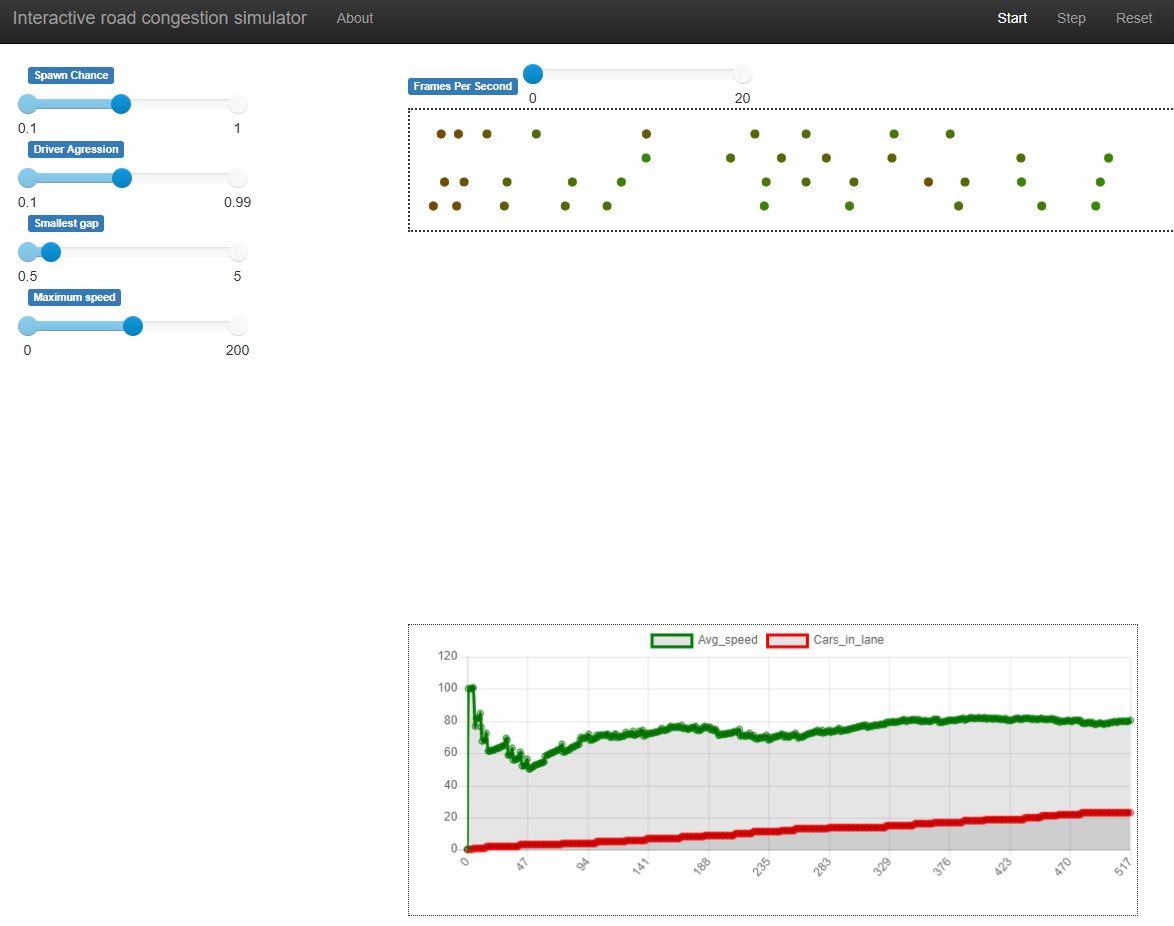 Interactive road congestion simulator About Start Step Reset
Spawn Chance
0.1 1
Driver Agression
0.1 0.99
Smallest gap
0.5 5
Maximum speed
0 200
Frames Per Second
0 20
Avg_speed Cars_in_lane
120
100
80
60
40
20
0
0 47 94 141 188 235 283 329 376 423 470 517